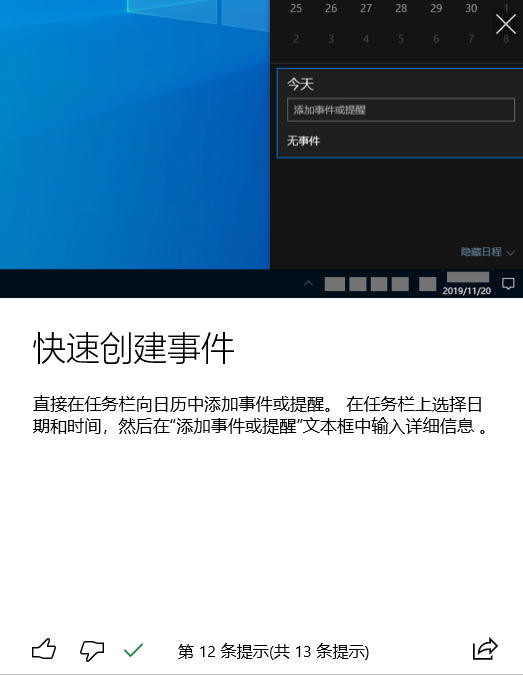 25 26 27 28 29 30 1
2 3 4 5 6 7 8
今天
添加事件或提醒
无事件
隐藏日程
2019/11/20
快速创建事件
直接在任务栏向日历中添加事件或提醒。 在任务栏上选择日
期和时间，然后在“添加事件或提醒”文本框中输入详细信息 。
第 12 条提示(共 13 条提示)